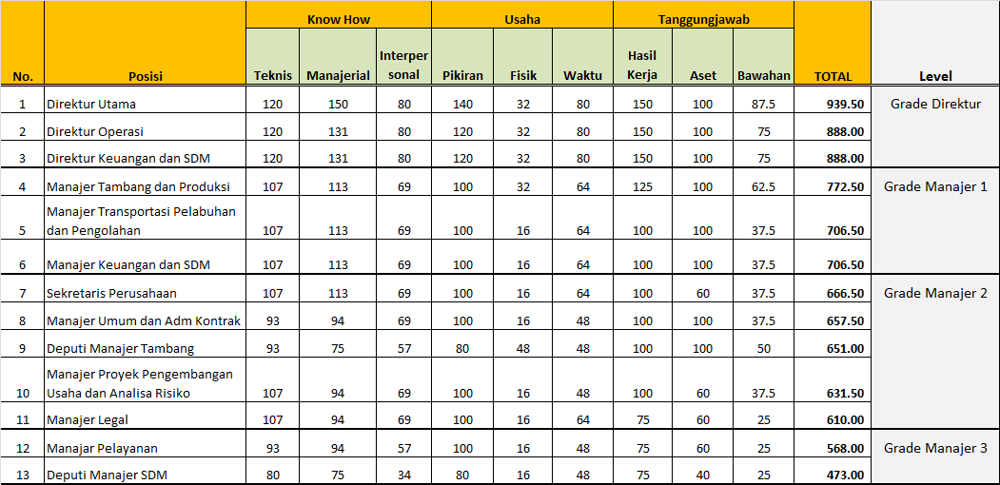 Know How Usaha Tanggungjawab
No. Posisi Teknis Manajerial Interper sonal Pikiran Fisik Waktu Hasil Kerja Aset Bawahan TOTAL Level
1 Direktur Utama 120 150 80 140 32 80 150 100 87.5 939.50 Grade Direktur
2 Direktur Operasi 120 131 80 120 32 80 150 100 75 888.00
3 Direktur Keuangan dan SDM 120 131 80 120 32 80 150 100 75 888.00
4 Manajer Tambang dan Produksi 107 113 69 100 32 64 125 100 62.5 772.50 Grade Manajer 1
Manajer Transportasi Pelabuhan
5 dan Pengolahan 107 113 69 100 16 64 100 100 37.5 706.50
6 Manajer Keuangan dan SDM 107 113 69 100 16 64 100 100 37.5 706.50
7 Sekretaris Perusahaan 107 113 69 100 16 64 100 60 37.5 666.50 Grade Manajer 2
8 Manajer Umum dan Adm Kontrak 93 94 69 100 16 48 100 100 37.5 657.50
9 Deputi Manajer Tambang 93 75 57 80 48 48 100 100 50 651.00
Manajer Proyek Pengembangan
10 Usaha dan Analisa Risiko 107 94 69 100 16 48 100 60 37.5 631.50
11 Manajer Legal 107 94 69 100 16 64 75 60 25 610.00
12 Manajar Pelayanan 93 94 57 100 16 48 75 60 25 568.00 Grade Manajer 3
13 Deputi Manajer SDM 80 75 34 80 16 48 75 40 25 473.00